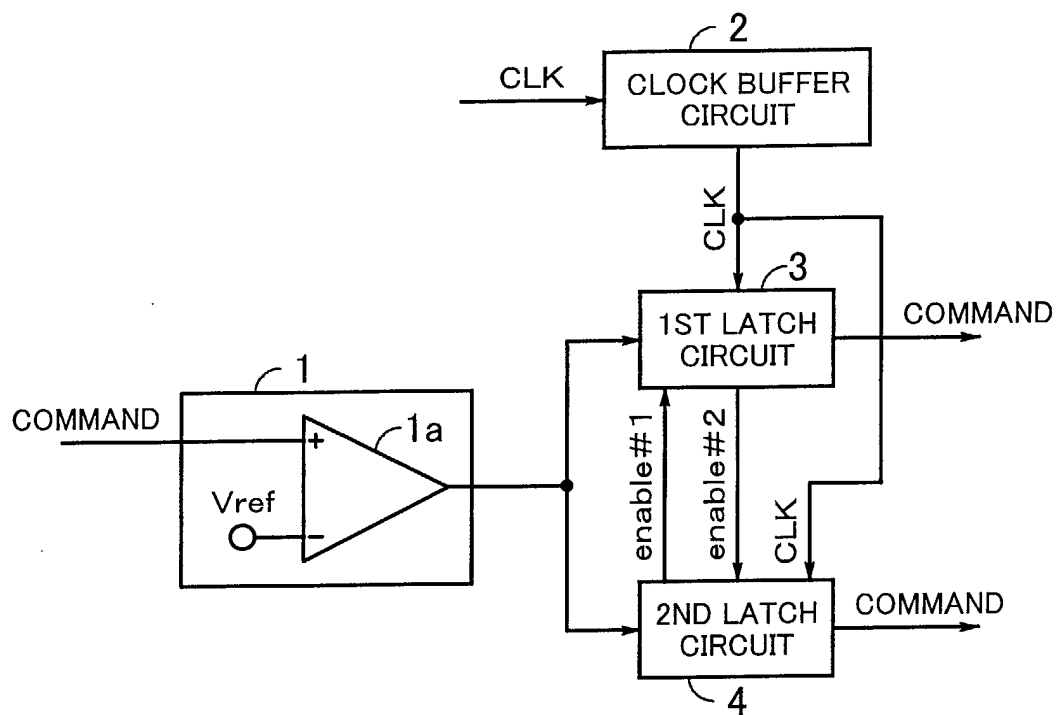 2
CLK
CLOCK BUFFER
CIRCUIT
CLK
3
1ST LATCH
CIRCUIT
COMMAND
1
COMMAND
1a
+
Vref
−
enable#1
enable#2
CLK
2ND LATCH
CIRCUIT
COMMAND
4